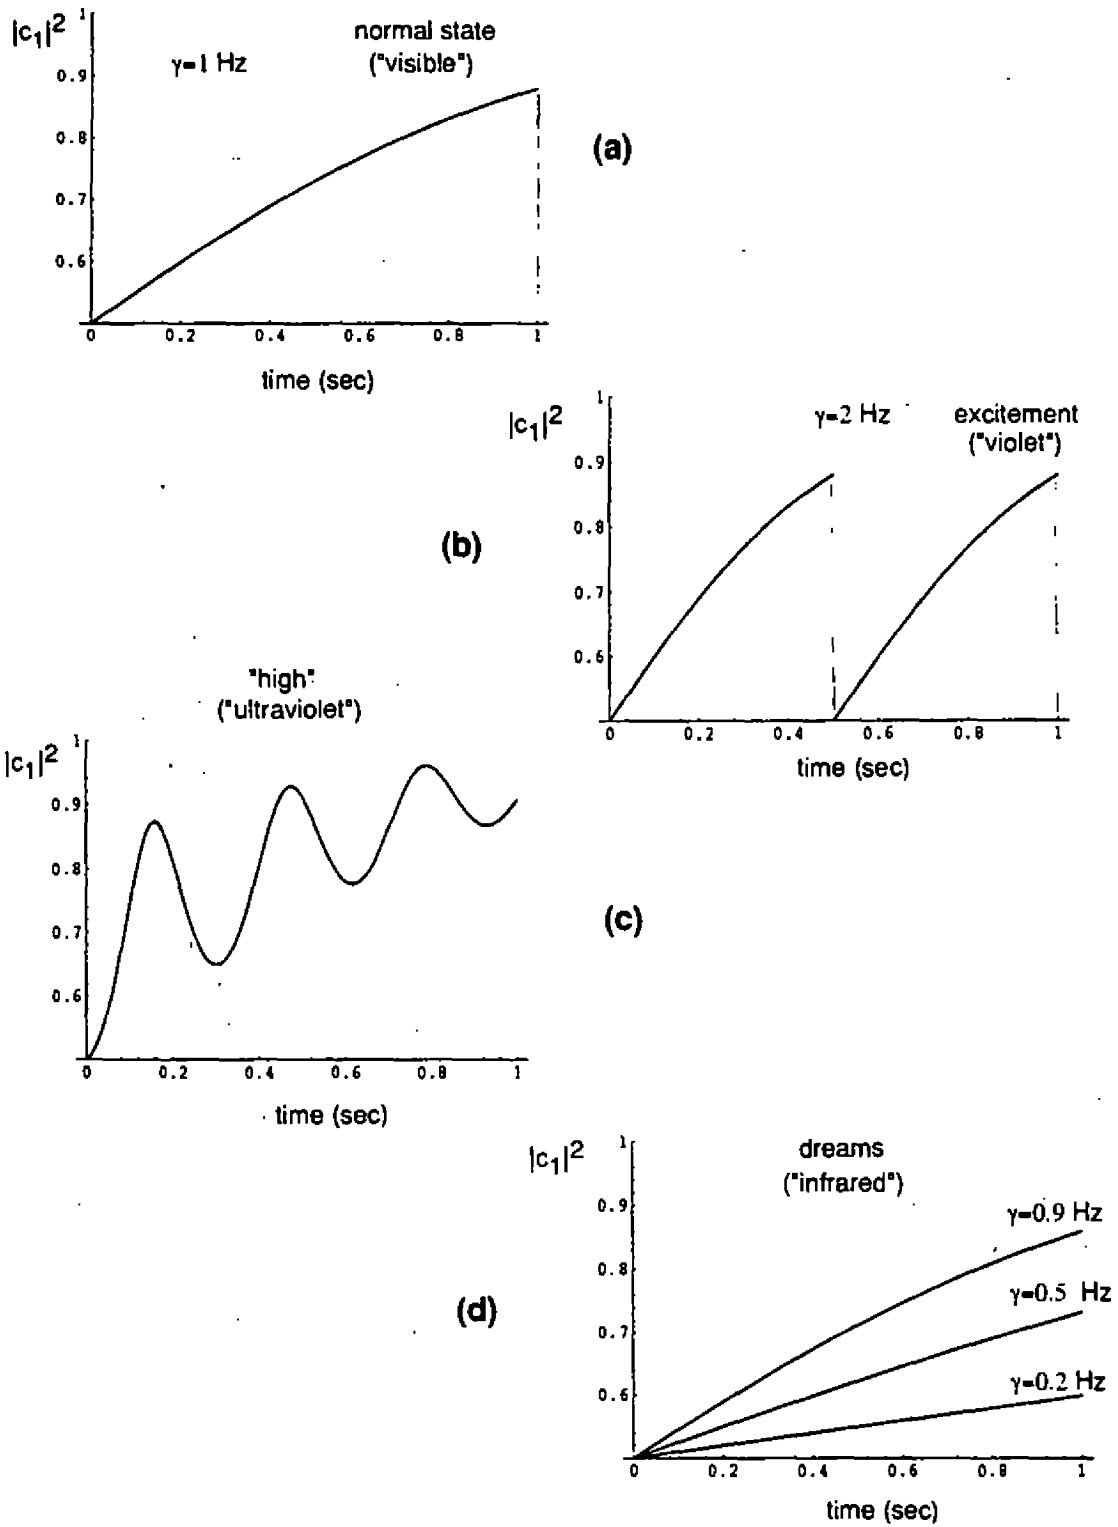 |c₁|²
1
normal state
γ=1 Hz
("visible")
0.9
0.8
0.7
0.6
(a)
0 0.2 0.4 0.6 0.8 1
time (sec)
|c₁|²
1
γ=2 Hz
excitement
("violet")
0.9
0.8
0.7
0.6
(b)
0 0.2 0.4 0.6 0.8 1
time (sec)
"high"
("ultraviolet")
|c₁|²
1
0.9
0.8
0.7
0.6
(c)
0 0.2 0.4 0.6 0.8 1
time (sec)
|c₁|²
1
dreams
("infrared")
0.9
0.8
0.7
0.6
γ=0.9 Hz
γ=0.5 Hz
γ=0.2 Hz
(d)
0 0.2 0.4 0.6 0.8 1
time (sec)